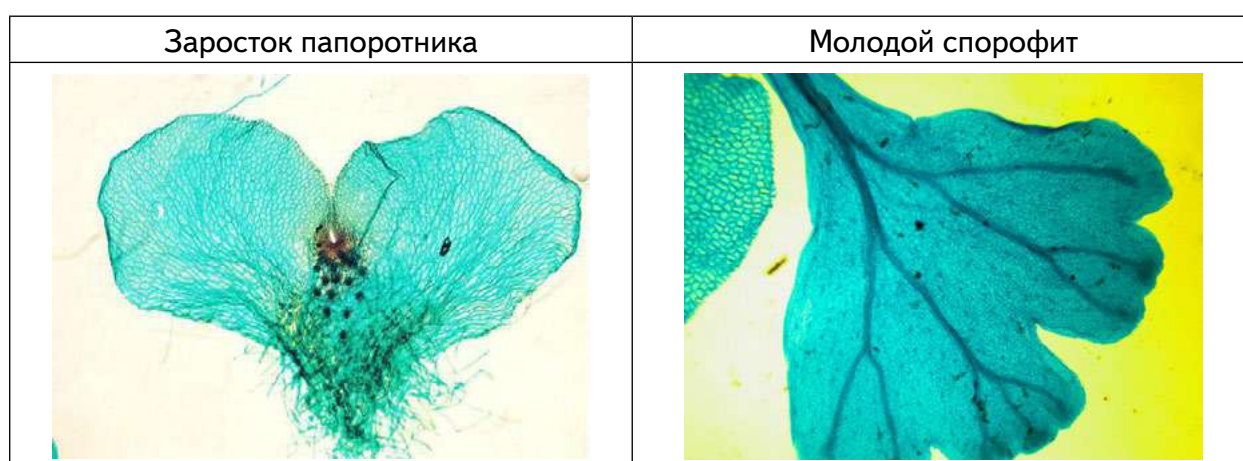 Заросток папоротника
Молодой спорофит